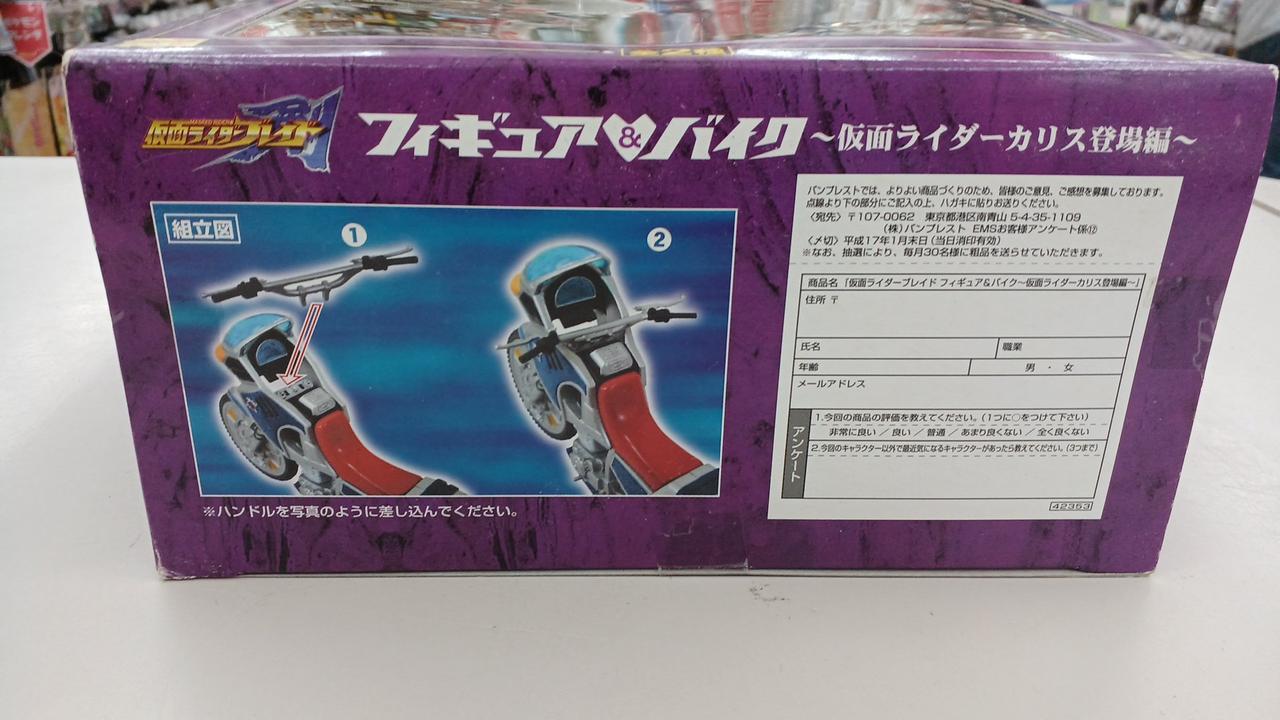 全2種
仮面ライダーブレイド
フィギュア&バイク～仮面ライダーカリス登場編～
組立図
1
2
※ハンドルを写真のように差し込んでください。
バンプレストでは、よりよい商品づくりのため、皆様のご意見、ご感想を募集しております。
点線より下の部分にご記入の上、ハガキに貼りお送りください。
〈宛先〉〒107-0062 東京都港区南青山 5-4-35-1109
(株)バンプレスト EMSお客様アンケート係⑫
〈〆切〉平成17年1月末日(当日消印有効)
※なお、抽選により、毎月30名様に粗品を送らせていただきます。
商品名「仮面ライダーブレイド フィギュア&バイク～仮面ライダーカリス登場編～」
住所 〒
氏名 職業
年齢 男 ・ 女
メールアドレス
アンケート
1.今回の商品の評価を教えてください。(1つに○をつけて下さい)
非常に良い ／ 良い ／ 普通 ／ あまり良くない ／ 全く良くない
2.今回のキャラクター以外で最近気になるキャラクターがあったら教えてください。(3つまで)
42353